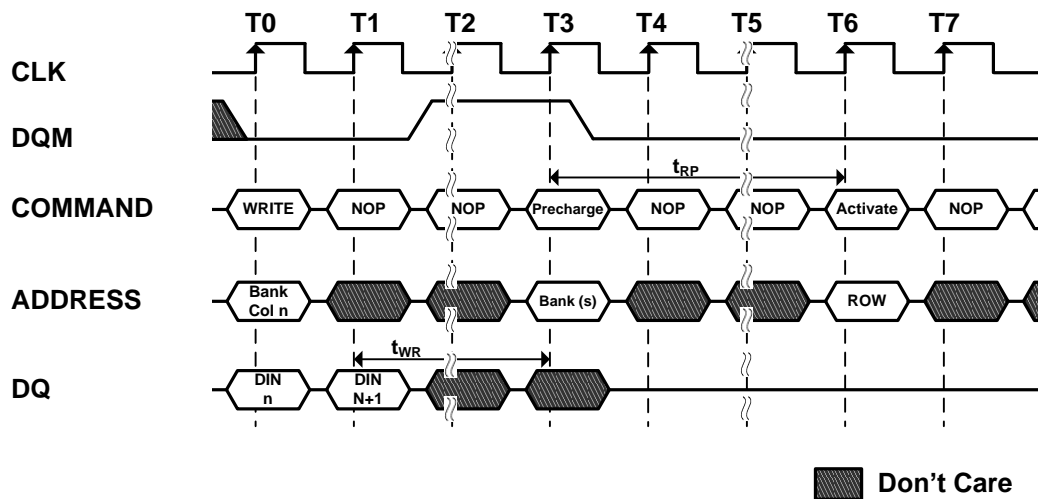 T0 T1 T2 T3 T4 T5 T6 T7
CLK
DQM
tRP
COMMAND WRITE NOP NOP Precharge NOP NOP Activate NOP
ADDRESS Bank Col n Bank (s) ROW
tWR
DQ DIN n DIN N+1
Don't Care